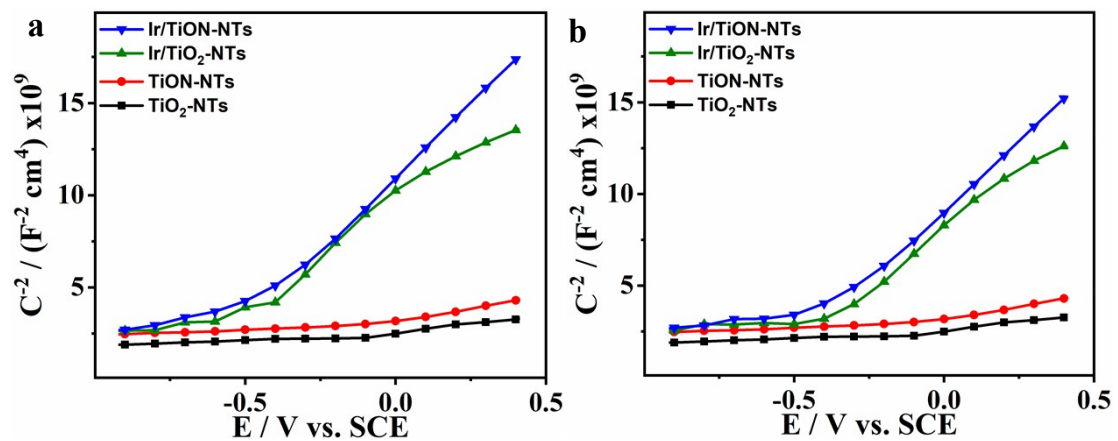 a
Ir/TiON-NTs
Ir/TiO₂-NTs
TiON-NTs
TiO₂-NTs
15
10
5
C⁻² / (F⁻² cm⁴) x10⁹
-0.5 0.0 0.5
E / V vs. SCE
b
Ir/TiON-NTs
Ir/TiO₂-NTs
TiON-NTs
TiO₂-NTs
15
10
5
C⁻² / (F⁻² cm⁴) x10⁹
-0.5 0.0 0.5
E / V vs. SCE